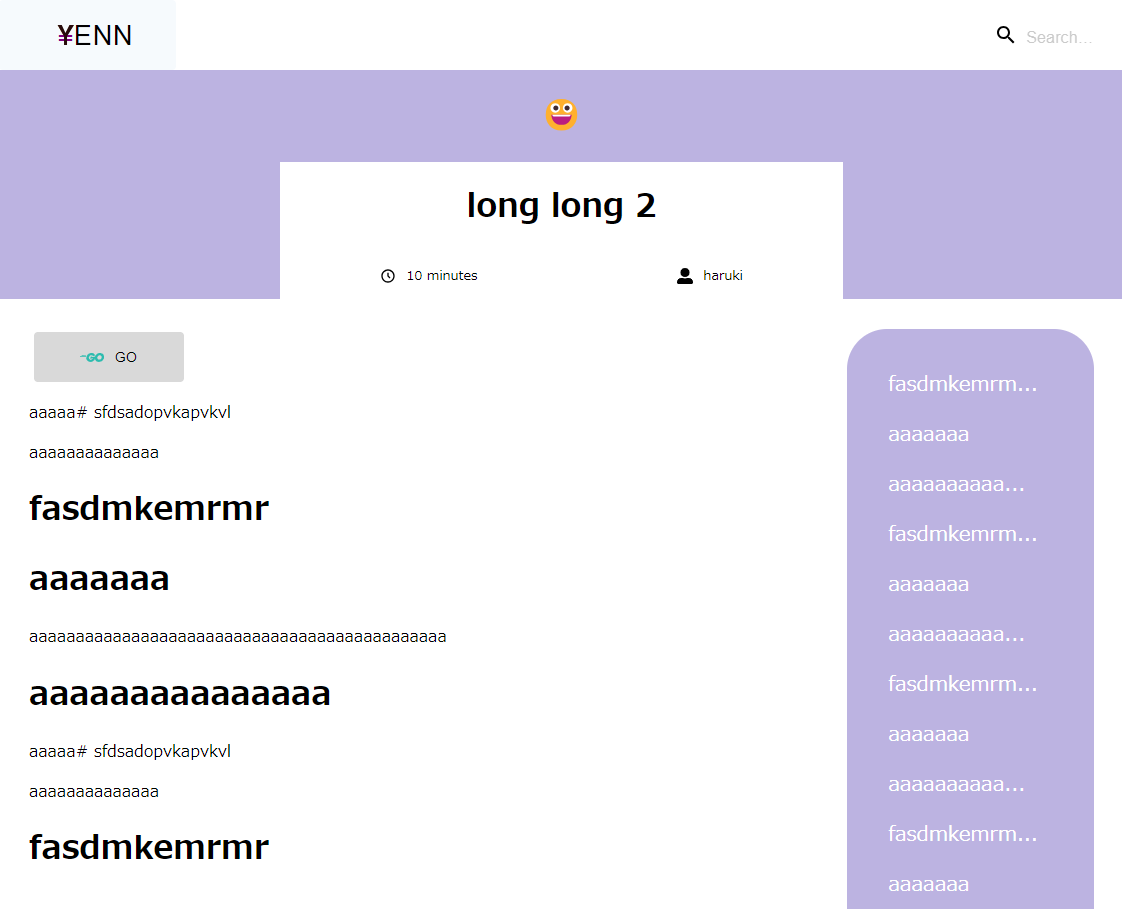 ¥ENN
Search...
long long 2
10 minutes
haruki
GO GO
aaaaa# sfdsadopvkapvkvl
aaaaaaaaaaaaaa
fasdmkemrmr
aaaaaaa
aaaaaaaaaaaaaaaaaaaaaaaaaaaaaaaaaaaaaaaaaaaaa
aaaaaaaaaaaaaaa
aaaaa# sfdsadopvkapvkvl
aaaaaaaaaaaaaa
fasdmkemrmr
fasdmkemrm...
aaaaaaa
aaaaaaaaaa...
fasdmkemrm...
aaaaaaa
aaaaaaaaaa...
fasdmkemrm...
aaaaaaa
aaaaaaaaaa...
fasdmkemrm...
aaaaaaa